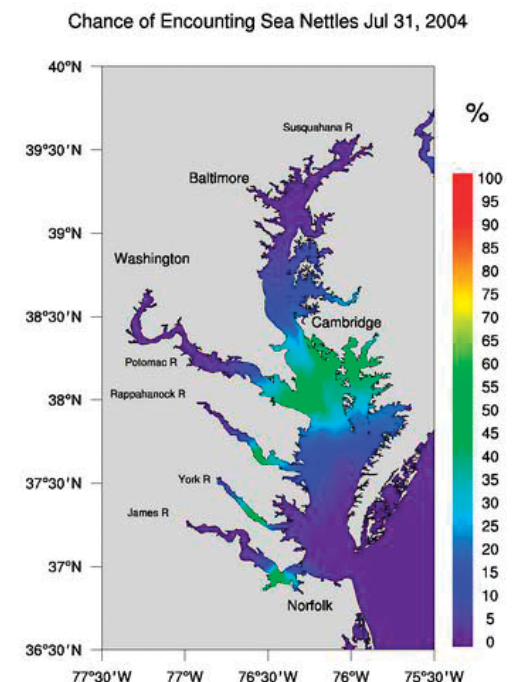 Chance of Encounting Sea Nettles Jul 31, 2004
40°N
39°30'N
39°N
38°30'N
38°N
37°30'N
37°N
36°30'N
77°30'W
77°W
76°30'W
76°W
75°30'W
Susquahana R
Baltimore
Washington
Cambridge
Potomac R
Rappahanock R
York R
James R
Norfolk
%
100
95
90
85
80
75
70
65
60
55
50
45
40
35
30
25
20
15
10
5
0